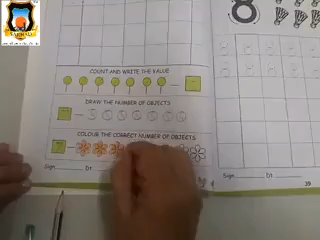 COUNT AND WRITE THE VALUE
DRAW THE NUMBER OF OBJECTS
COLOUR THE CORRECT NUMBER OF OBJECTS
Sign. Dt
Sign. Dt.
8